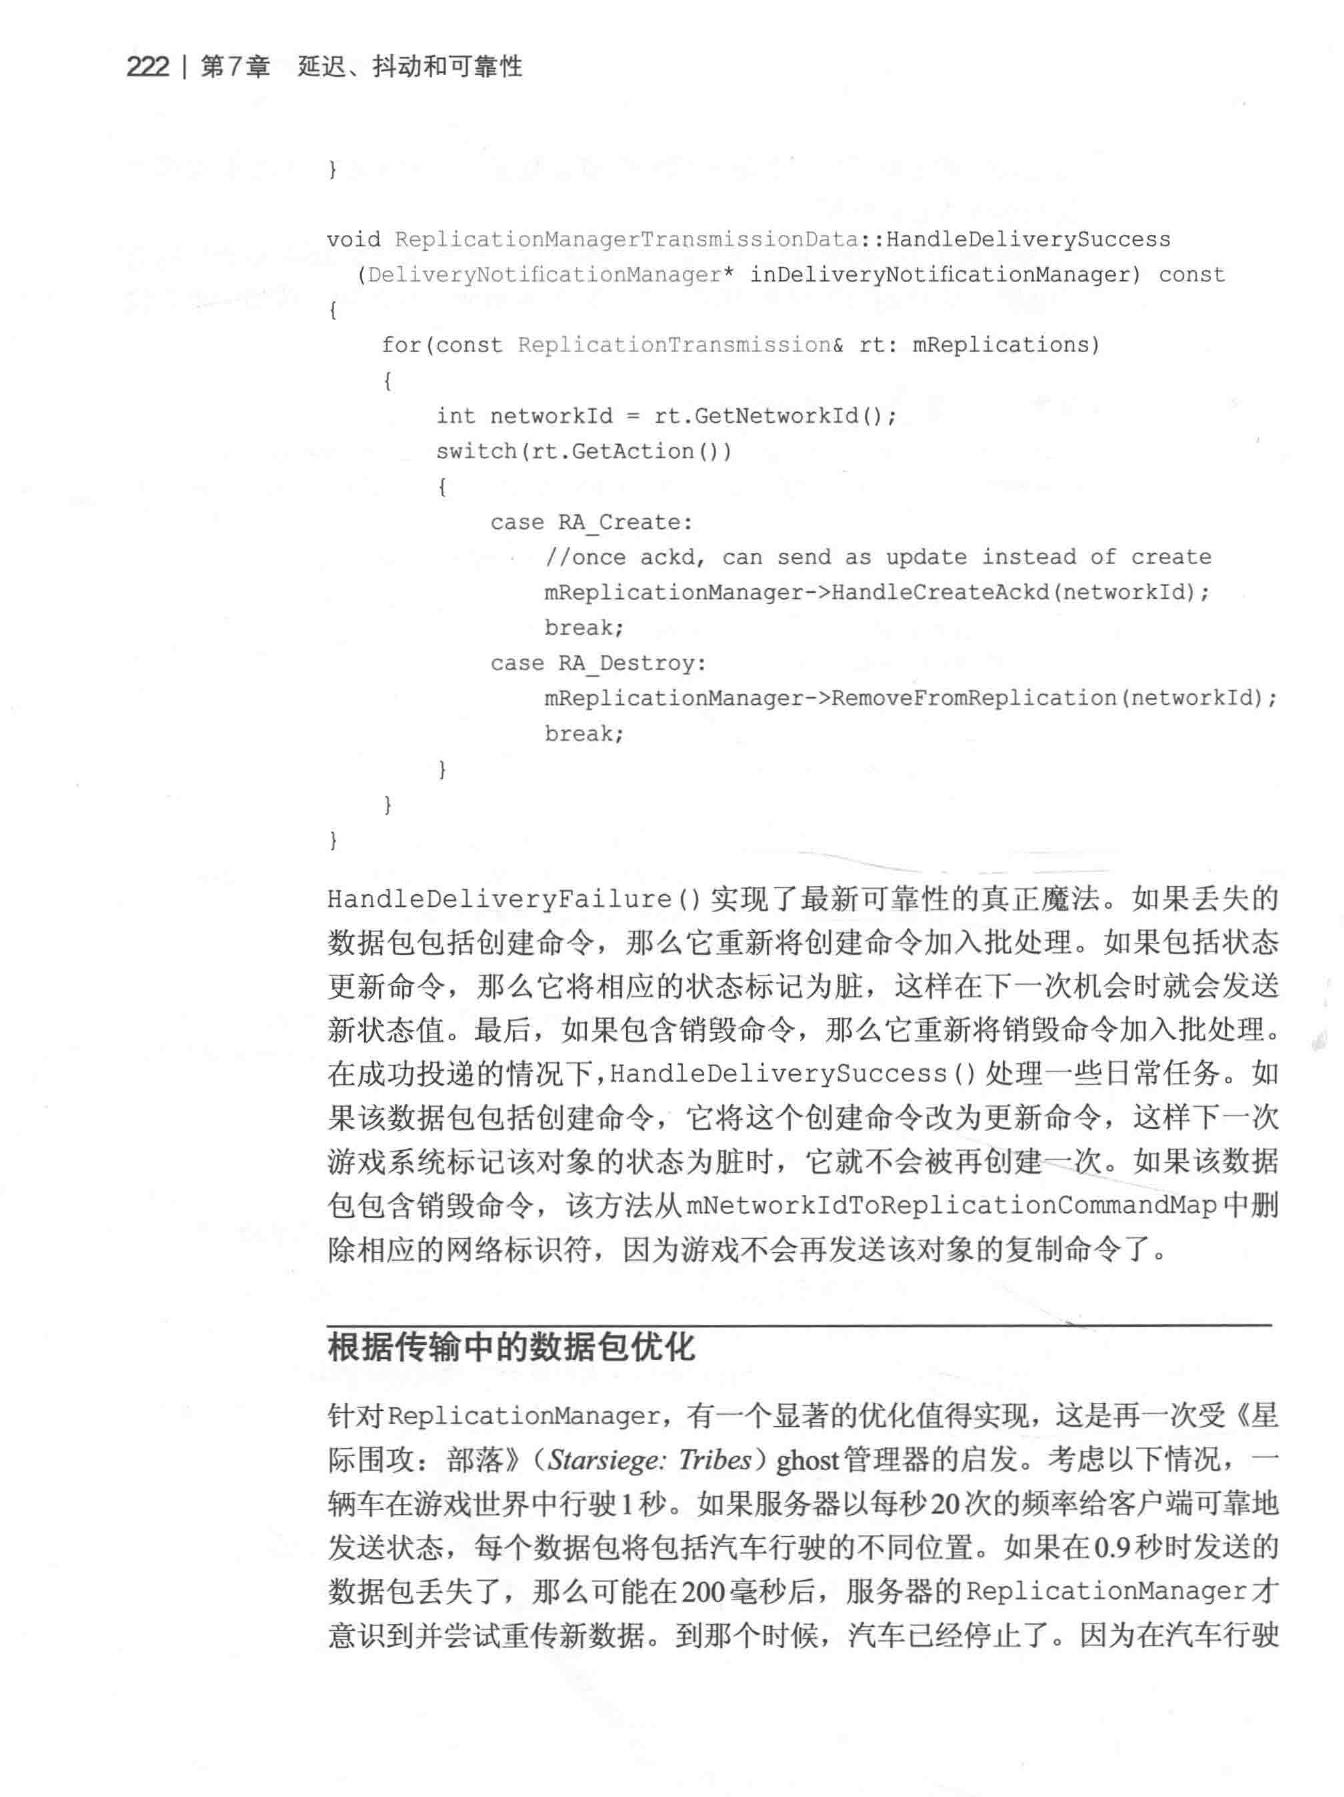 222 | 第7章 延迟、抖动和可靠性
}
void ReplicationManagerTransmissionData::HandleDeliverySuccess
(DeliveryNotificationManager* inDeliveryNotificationManager) const
{
for(const ReplicationTransmission& rt: mReplications)
{
int networkId = rt.GetNetworkId();
switch(rt.GetAction())
{
case RA_Create:
//once ackd, can send as update instead of create
mReplicationManager->HandleCreateAckd(networkId);
break;
case RA_Destroy:
mReplicationManager->RemoveFromReplication(networkId);
break;
}
}
}
HandleDeliveryFailure()实现了最新可靠性的真正魔法。如果丢失的
数据包包括创建命令，那么它重新将创建命令加入批处理。如果包括状态
更新命令，那么它将相应的状态标记为脏，这样在下一次机会时就会发送
新状态值。最后，如果包含销毁命令，那么它重新将销毁命令加入批处理。
在成功投递的情况下，HandleDeliverySuccess()处理一些日常任务。如
果该数据包包括创建命令，它将这个创建命令改为更新命令，这样下一次
游戏系统标记该对象的状态为脏时，它就不会被再创建一次。如果该数据
包包含销毁命令，该方法从mNetworkIdToReplicationCommandMap中删
除相应的网络标识符，因为游戏不会再发送该对象的复制命令了。
根据传输中的数据包优化
针对ReplicationManager，有一个显著的优化值得实现，这是再一次受《星
际围攻：部落》（Starsiege: Tribes）ghost管理器的启发。考虑以下情况，一
辆车在游戏世界中行驶1秒。如果服务器以每秒20次的频率给客户端可靠地
发送状态，每个数据包将包括汽车行驶的不同位置。如果在0.9秒时发送的
数据包丢失了，那么可能在200毫秒后，服务器的ReplicationManager才
意识到并尝试重传新数据。到那个时候，汽车已经停止了。因为在汽车行驶